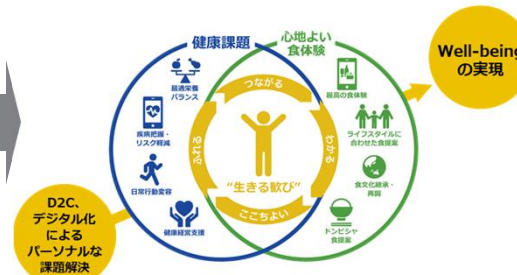 健康課題
心地よい
食体験
Well-being
の実現
最適栄養
バランス
疾病把握・
リスク軽減
日常行動変容
健康経営支援
つながる
ふれる
わかる
ここちよい
"生きる歓び"
最高の食体験
ライフスタイルに
合わせた食提案
食文化継承・
再興
ドンピシャ
食提案
D2C、
デジタル化
による
パーソナルな
課題解決